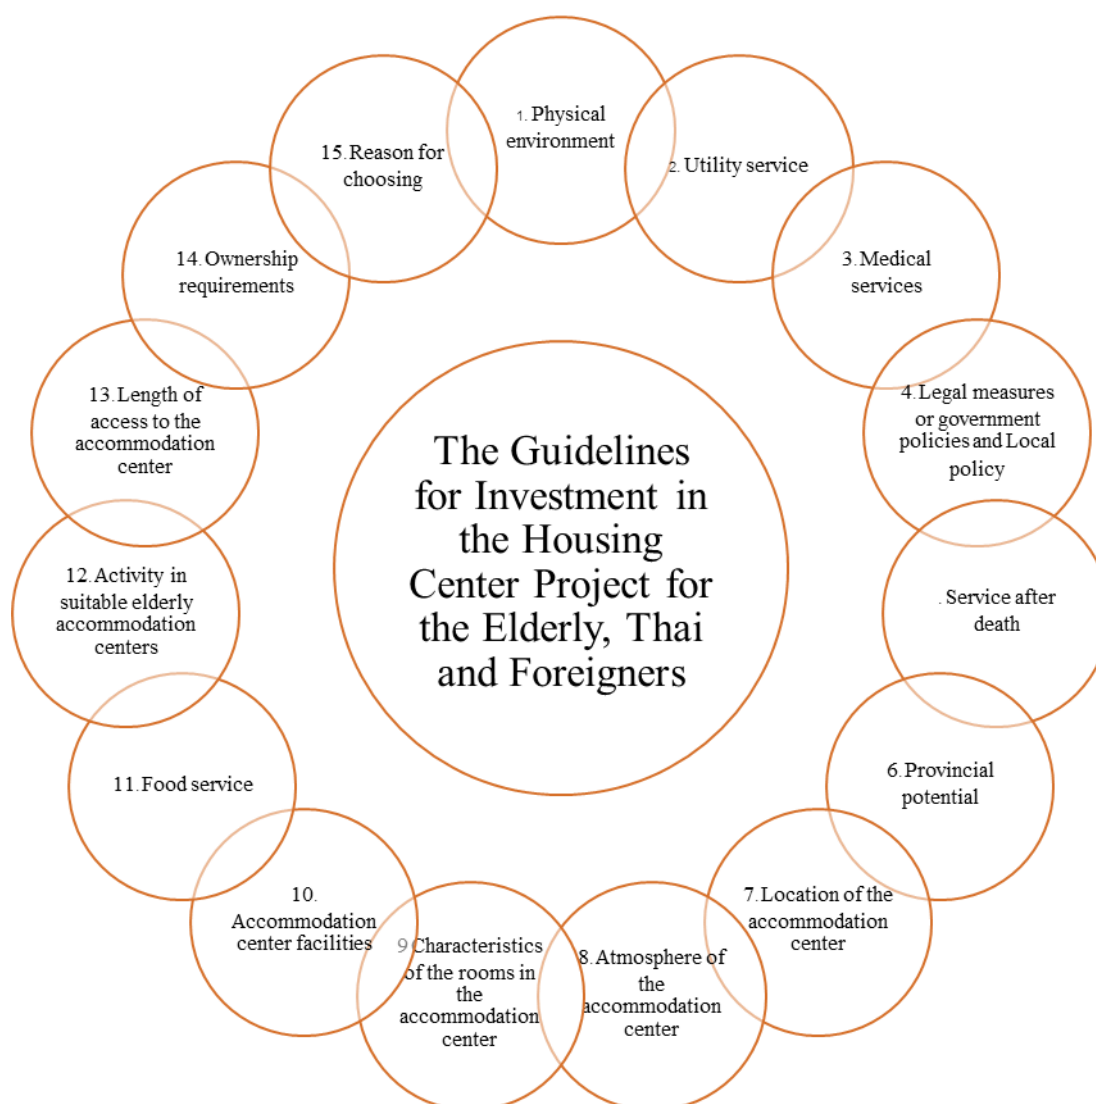 1. Physical
environment
2. Utility service
3. Medical
services
4. Legal measures
or government
policies and Local
policy
. Service after
death
6. Provincial
potential
7. Location of the
accommodation
center
8. Atmosphere of
the
accommodation
center
9 Characteristics
of the rooms in
the
accommodation
center
10.
Accommodation
center facilities
11. Food service
12. Activity in
suitable elderly
accommodation
centers
13. Length of
access to the
accommodation
center
14. Ownership
requirements
15. Reason for
choosing
The Guidelines
for Investment in
the Housing
Center Project for
the Elderly, Thai
and Foreigners